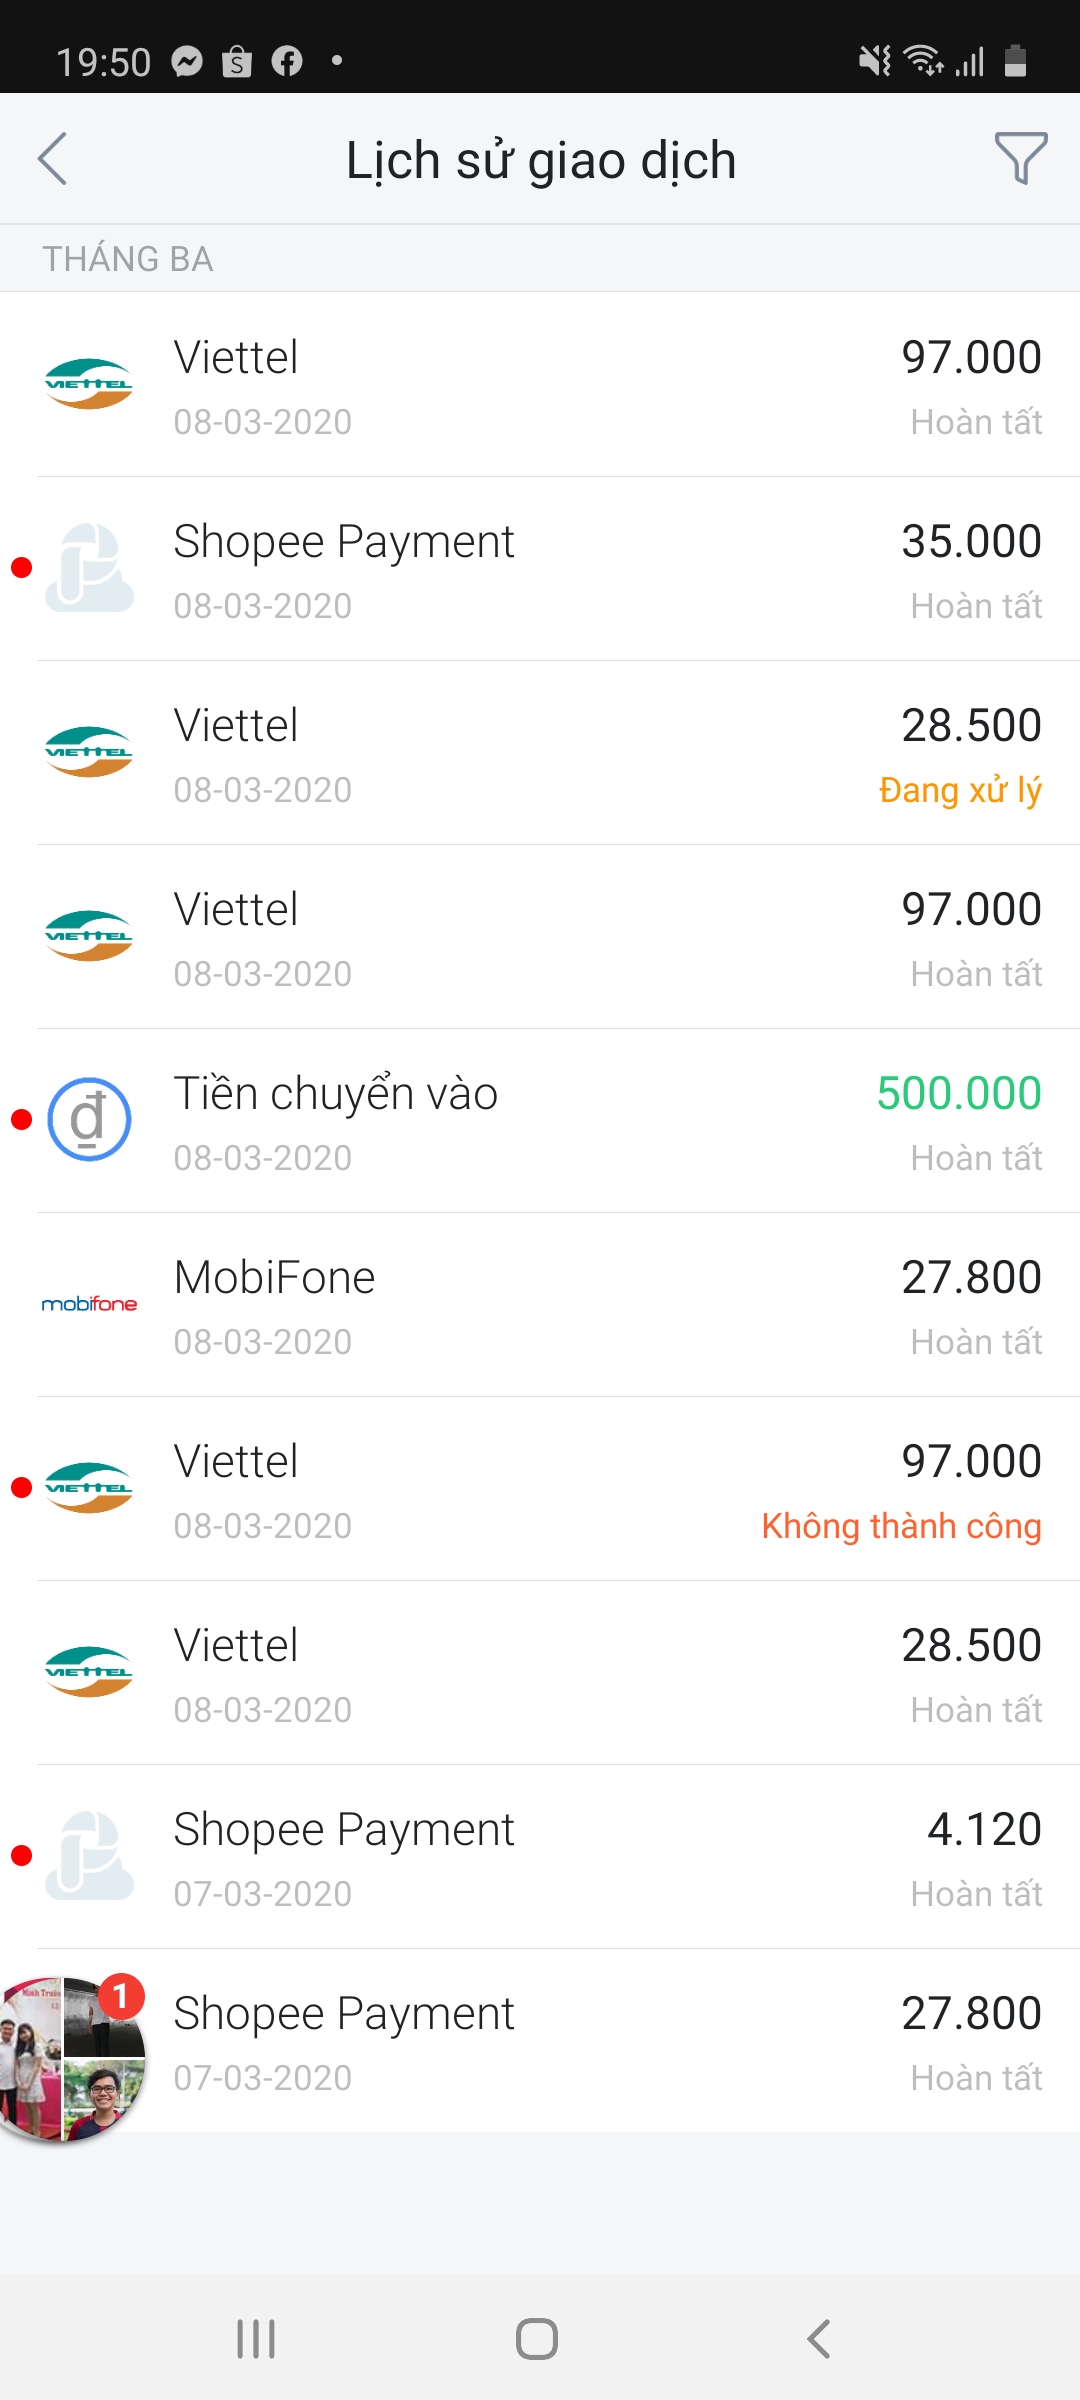 19:50
Lịch sử giao dịch
THÁNG BA
Viettel 97.000
VIETTEL
08-03-2020 Hoàn tất
Shopee Payment 35.000
08-03-2020 Hoàn tất
Viettel 28.500
VIETTEL
08-03-2020 Đang xử lý
Viettel 97.000
VIETTEL
08-03-2020 Hoàn tất
Tiền chuyển vào 500.000
đ
08-03-2020 Hoàn tất
MobiFone 27.800
mobifone
08-03-2020 Hoàn tất
Viettel 97.000
VIETTEL
08-03-2020 Không thành công
Viettel 28.500
VIETTEL
08-03-2020 Hoàn tất
Shopee Payment 4.120
07-03-2020 Hoàn tất
1
Shopee Payment 27.800
07-03-2020 Hoàn tất